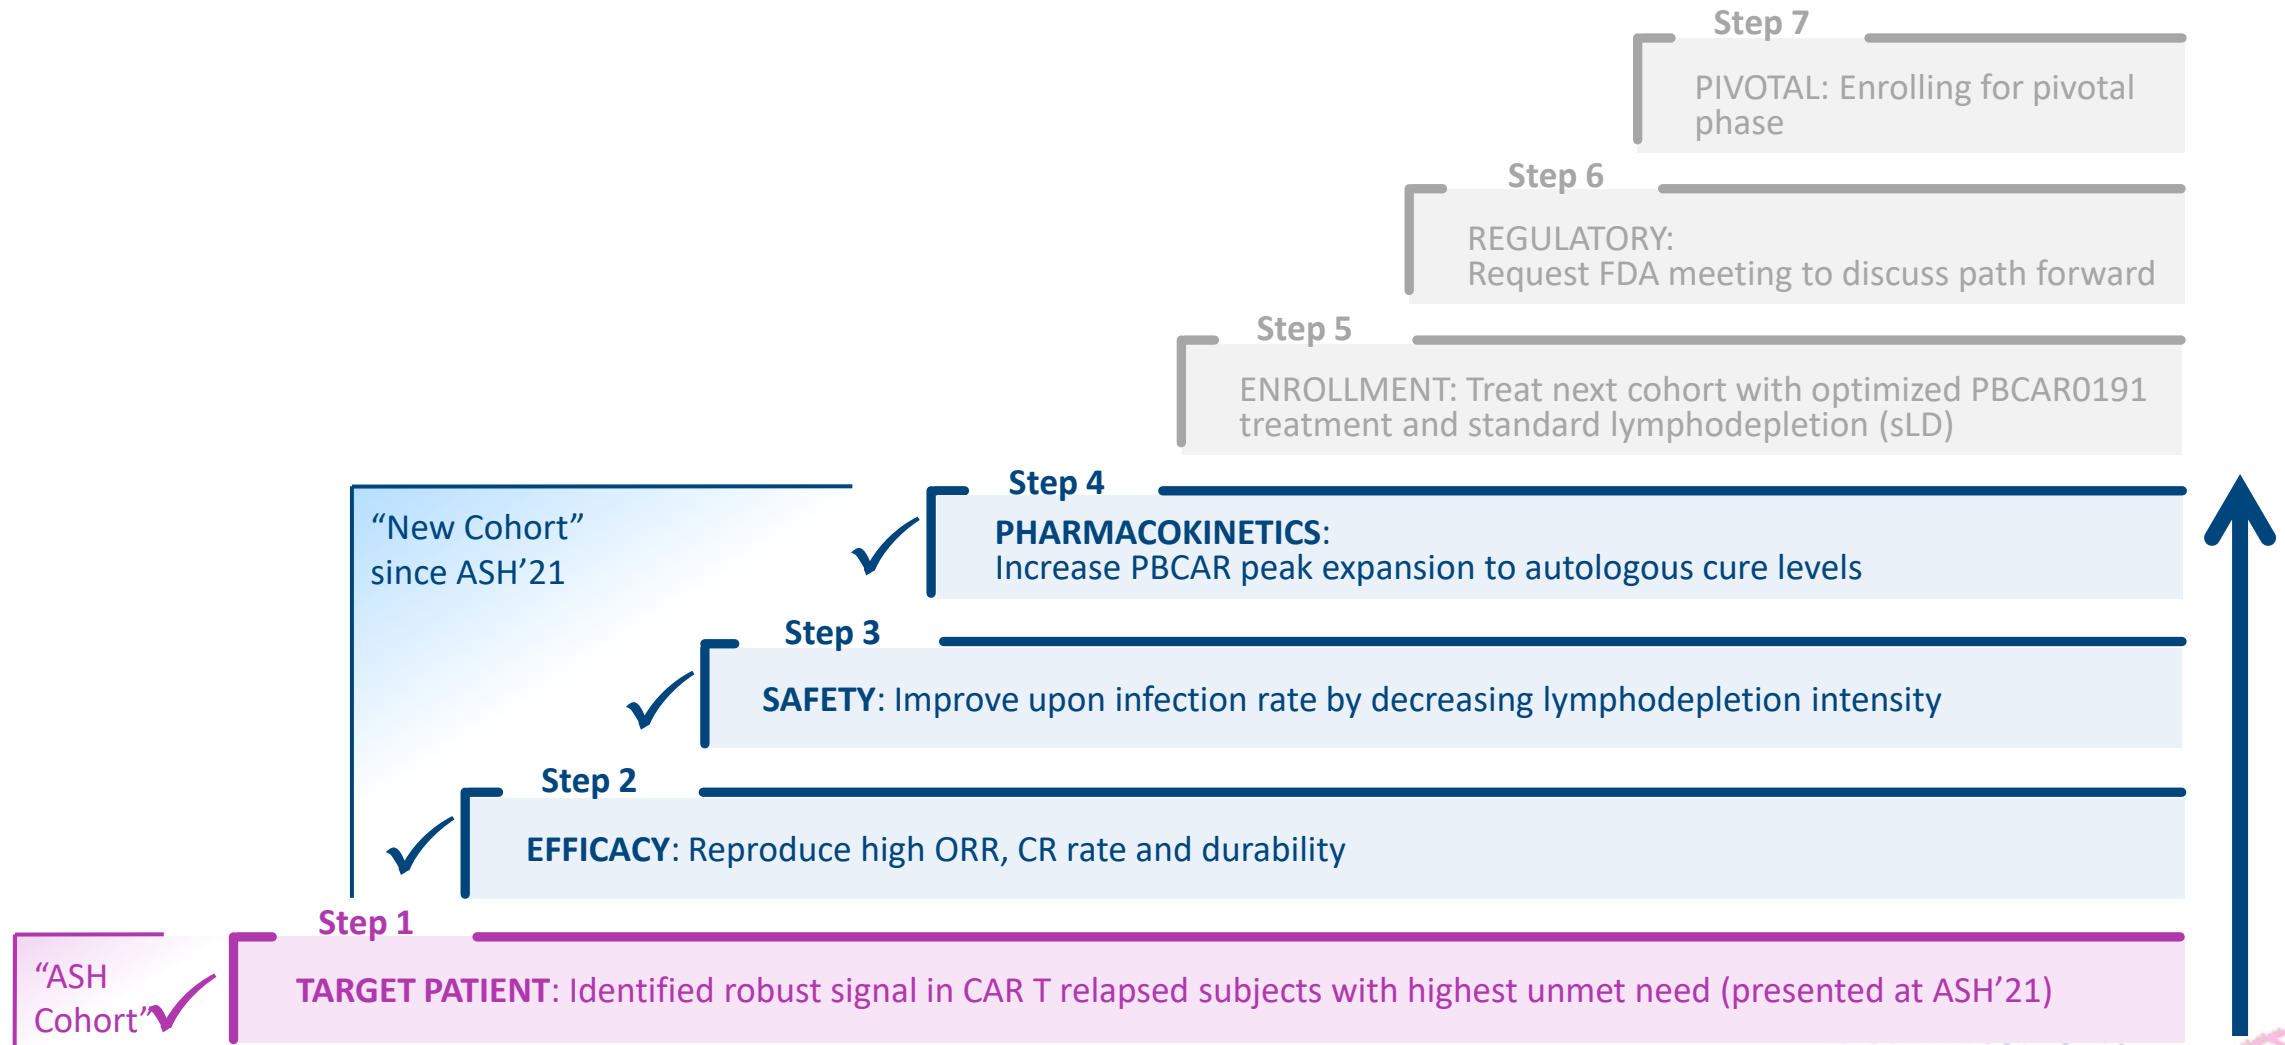 Step 7
PIVOTAL: Enrolling for pivotal
phase
Step 6
REGULATORY:
Request FDA meeting to discuss path forward
Step 5
ENROLLMENT: Treat next cohort with optimized PBCAR0191
treatment and standard lymphodepletion (sLD)
“New Cohort”
since ASH’21
Step 4
PHARMACOKINETICS:
Increase PBCAR peak expansion to autologous cure levels
Step 3
SAFETY: Improve upon infection rate by decreasing lymphodepletion intensity
Step 2
EFFICACY: Reproduce high ORR, CR rate and durability
Step 1
“ASH
Cohort”
TARGET PATIENT: Identified robust signal in CAR T relapsed subjects with highest unmet need (presented at ASH’21)